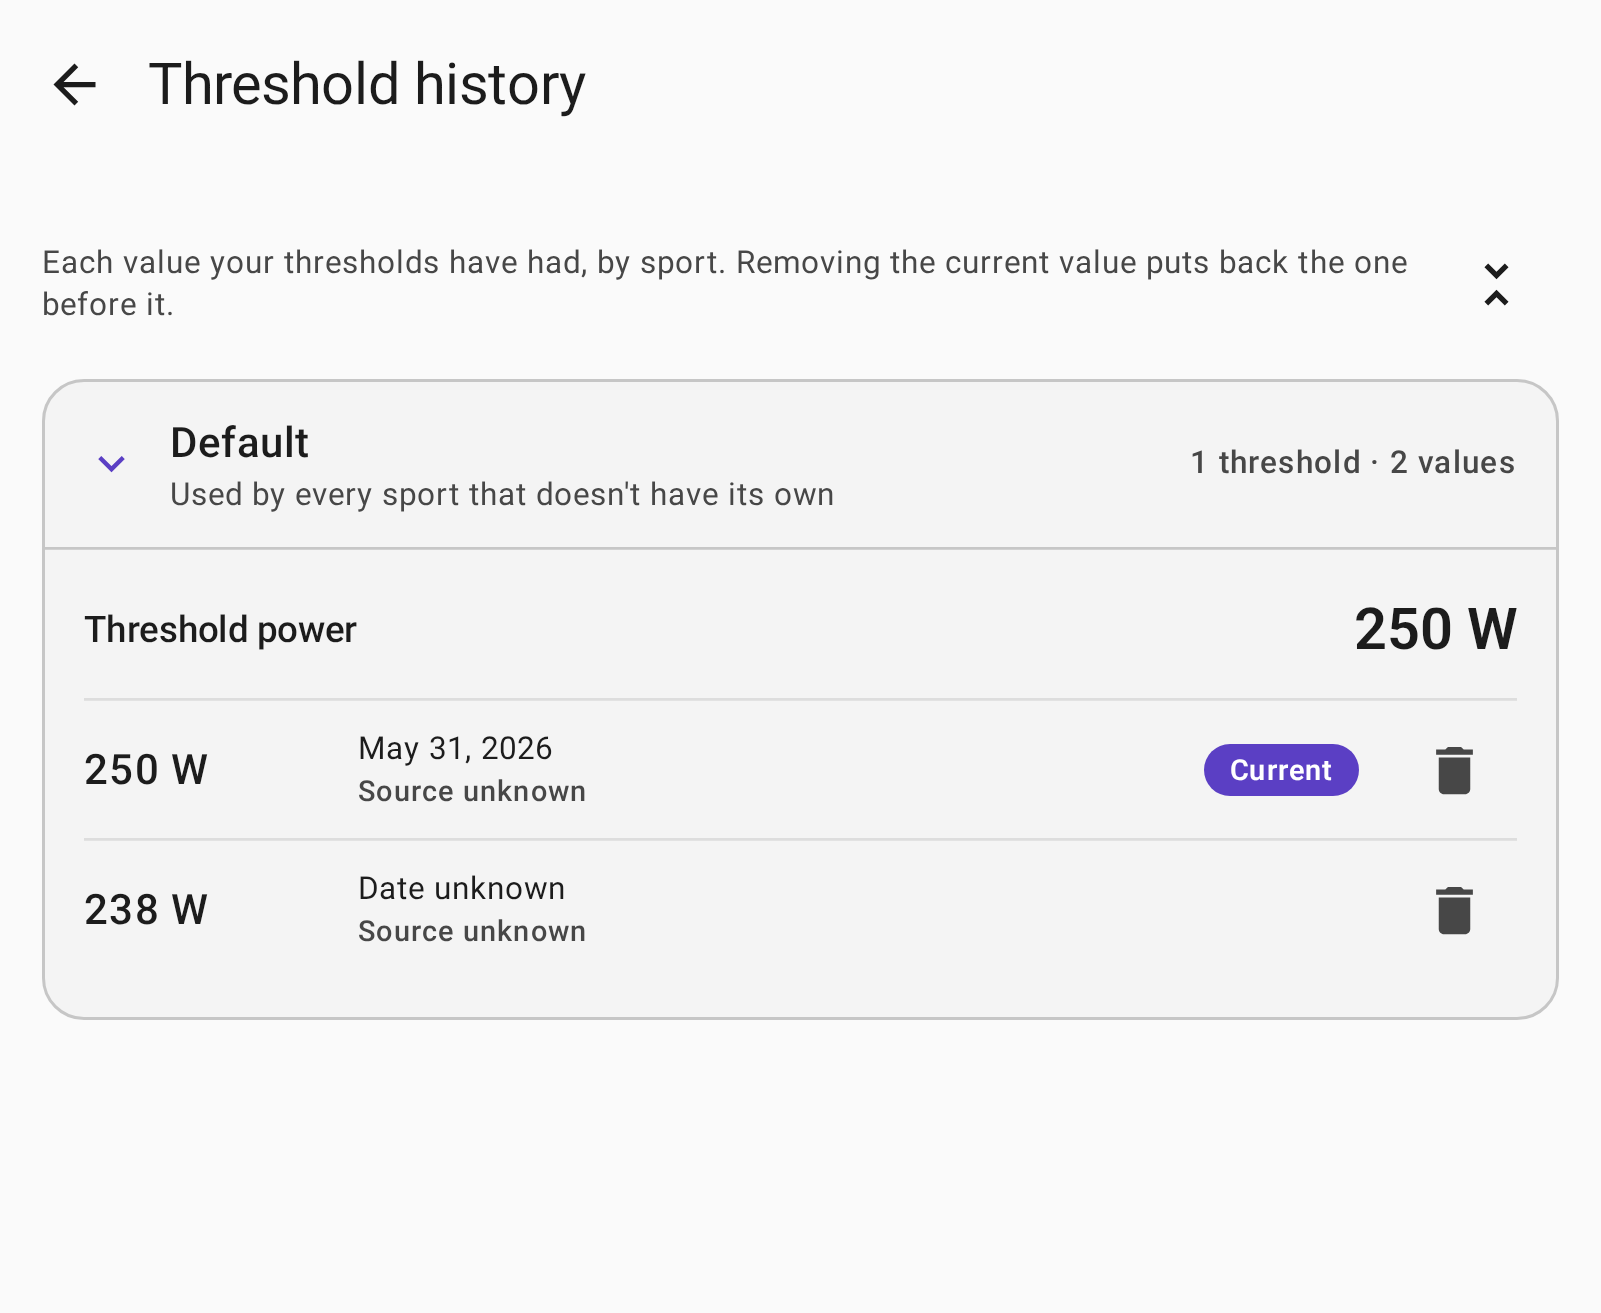 Threshold history
Each value your thresholds have had, by sport. Removing the current value puts back the one
before it.
Default
Used by every sport that doesn't have its own
1 threshold · 2 values
Threshold power
250 W
250 W
May 31, 2026
Source unknown
Current
238 W
Date unknown
Source unknown